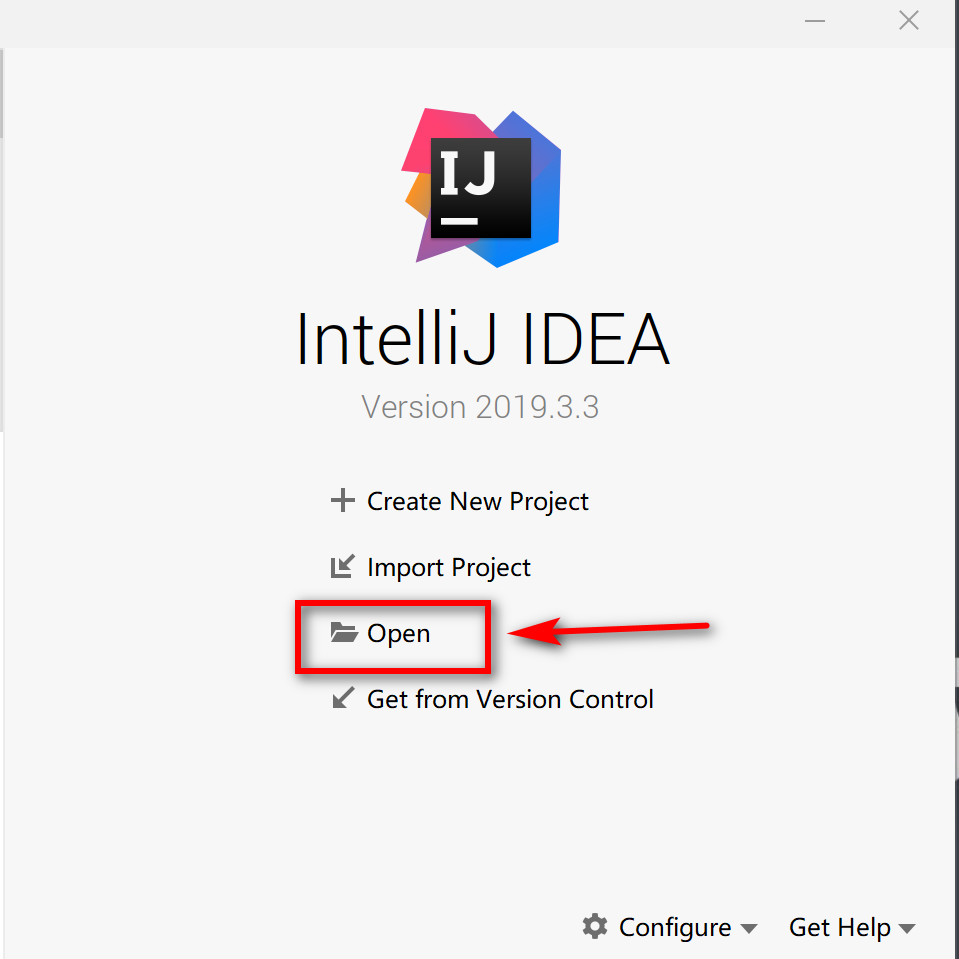 IJ
IntelliJ IDEA
Version 2019.3.3
Create New Project
Import Project
Open
Get from Version Control
Configure Get Help